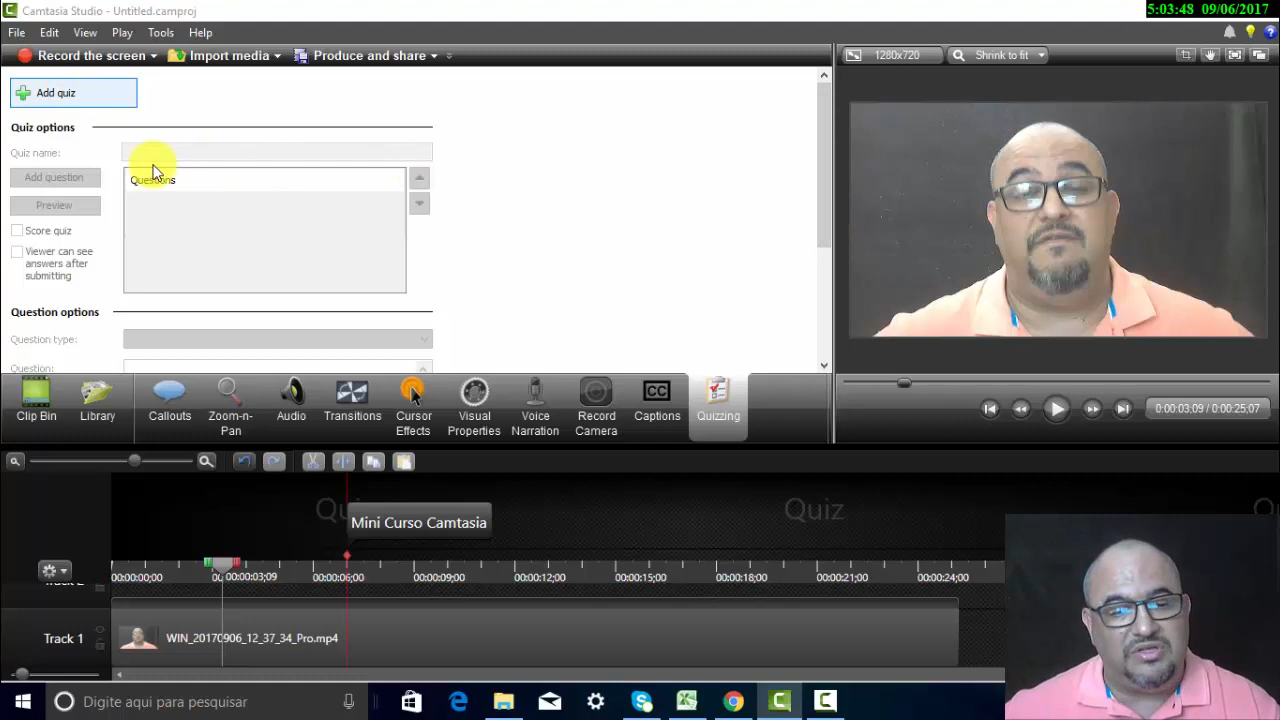 Camtasia Studio - Untitled.camproj
5:03:48 09/06/2017
File Edit View Play Tools Help
Record the screen Import media Produce and share
1280x720 Shrink to fit
Add quiz
Quiz options
Quiz name:
Add question
Questions
Preview
Score quiz
Viewer can see
answers after
submitting
Question options
Question type:
Question:
Clip Bin
Library
Callouts
Zoom-n-
Pan
Audio
Transitions
Cursor
Effects
Visual
Properties
Voice
Narration
Record
Camera
CC
Captions
Quizzing
0:00:03;09 / 0:00:25;07
Quiz
Mini Curso Camtasia
00:00:00;00 00:00:03;09 00:00:06;00 00:00:09;00 00:00:12;00 00:00:15;00 00:00:18;00 00:00:21;00 00:00:24;00
Track 2
Track 1
WIN_20170906_12_37_34_Pro.mp4
Digite aqui para pesquisar